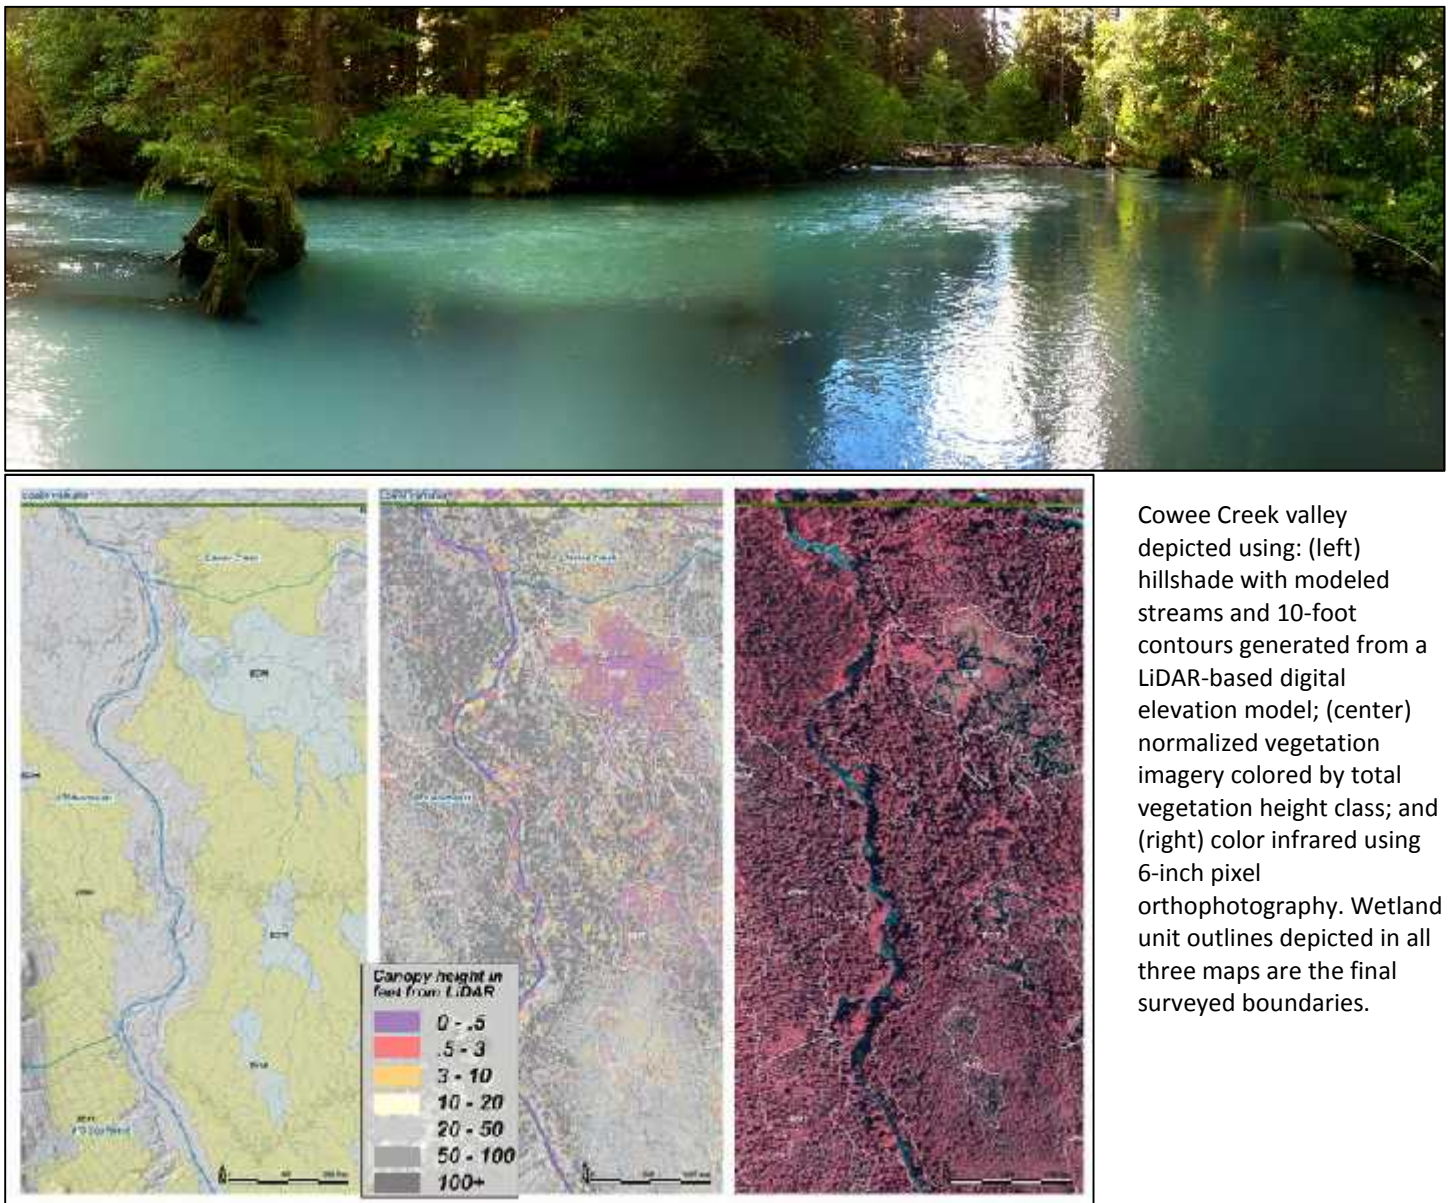 Cowee Creek valley
depicted using: (left)
hillshade with modeled
streams and 10-foot
contours generated from a
LiDAR-based digital
elevation model; (center)
normalized vegetation
imagery colored by total
vegetation height class; and
(right) color infrared using
6-inch pixel
orthophotography. Wetland
unit outlines depicted in all
three maps are the final
surveyed boundaries.
Canopy height in
feet from LiDAR
0 - .5
.5 - 3
3 - 10
10 - 20
20 - 50
50 - 100
100+